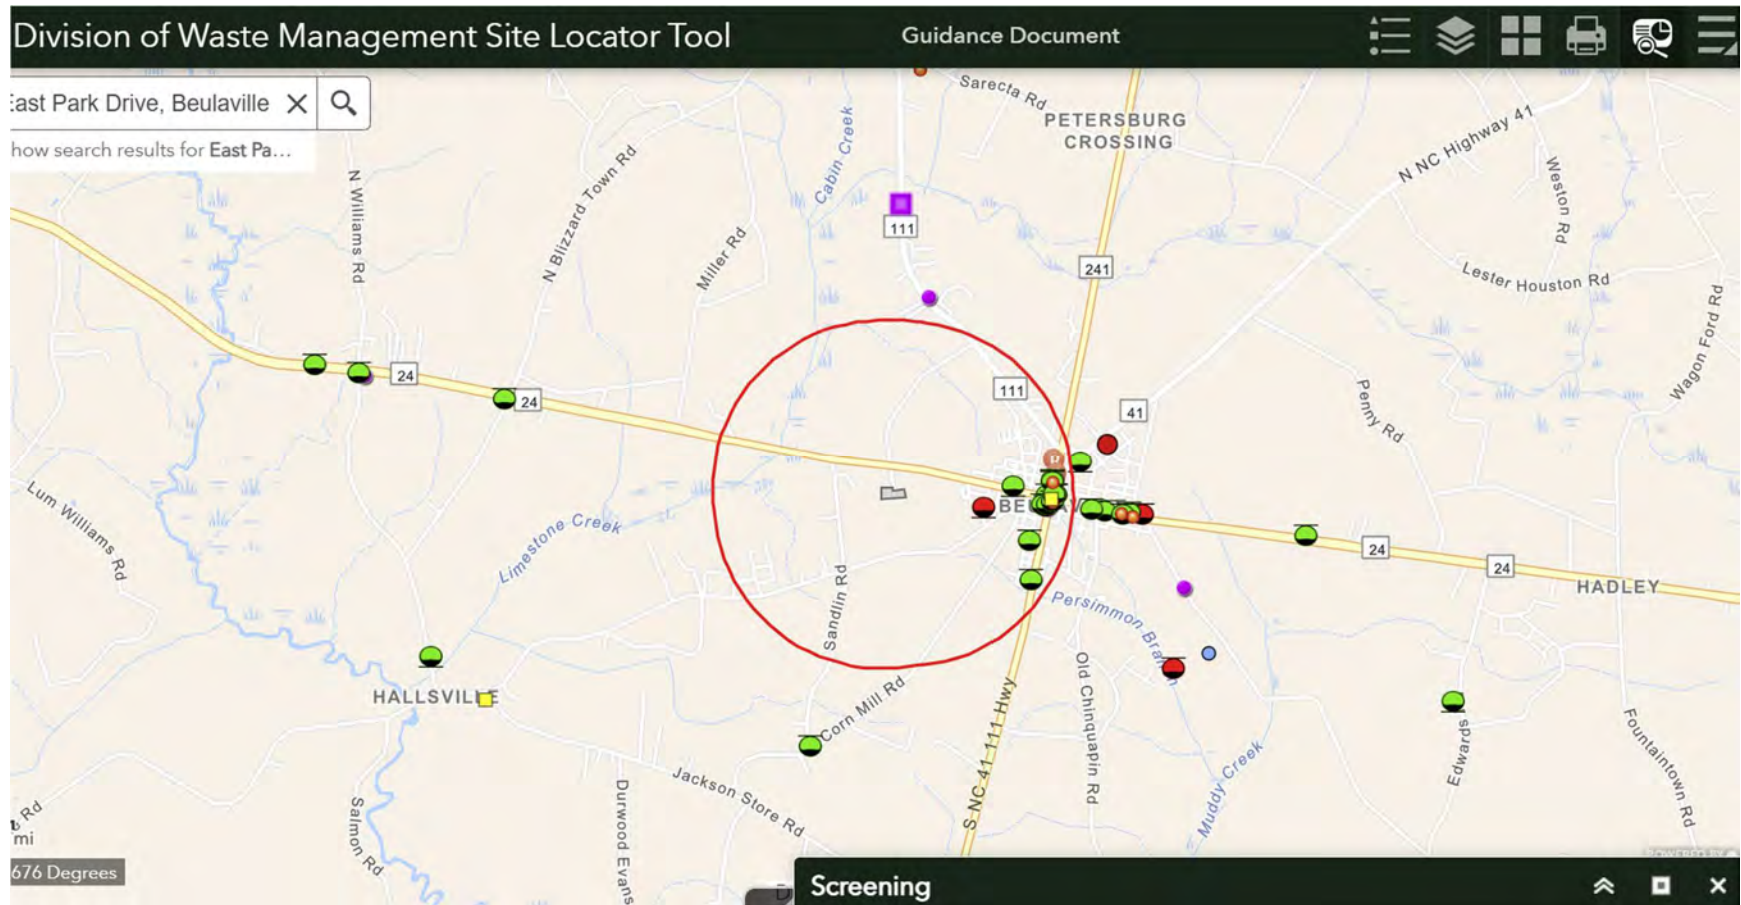 Division of Waste Management Site Locator Tool
Guidance Document
East Park Drive, Beulaville
how search results for East Pa...
Sarecta Rd
PETERSBURG
CROSSING
N NC Highway 41
Weston Rd
Cabin Creek
N Williams Rd
N Blizzard Town Rd
Miller Rd
111
241
Lester Houston Rd
Wagon Ford Rd
24
24
111
41
Penny Rd
Lum Williams Rd
Limestone Creek
24
24
HADLEY
Sandlin Rd
Persimmon Branch
HALLSVILLE
Corn Mill Rd
S NC 41 111 Hwy
Old Chinquapin Rd
Muddy Creek
Edwards
Fountaintown Rd
Jackson Store Rd
Durwood Evans
Salmon Rd
Rd
mi
676 Degrees
Screening